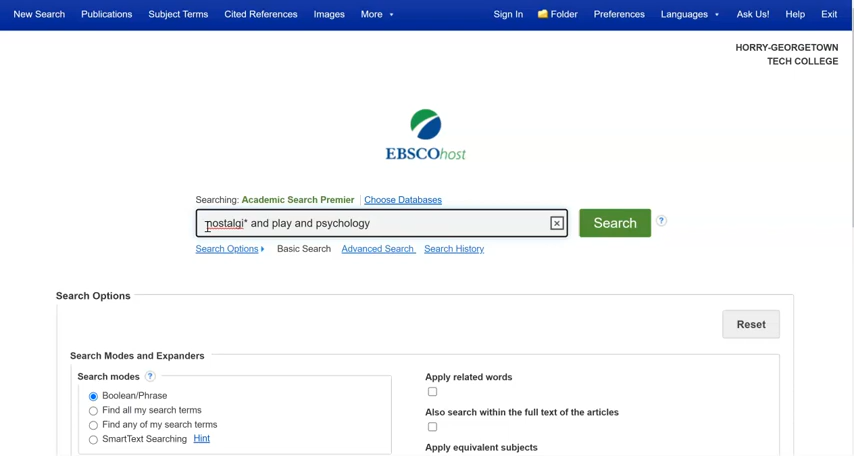 New Search Publications Subject Terms Cited References Images More Sign In Folder Preferences Languages Ask Us! Help Exit
HORRY-GEORGETOWN
TECH COLLEGE
EBSCOhost
Searching: Academic Search Premier Choose Databases
nostalgi* and play and psychology
Search ?
Search Options Basic Search Advanced Search Search History
Search Options
Reset
Search Modes and Expanders
Search modes ?
Boolean/Phrase
Find all my search terms
Find any of my search terms
SmartText Searching Hint
Apply related words
Also search within the full text of the articles
Apply equivalent subjects